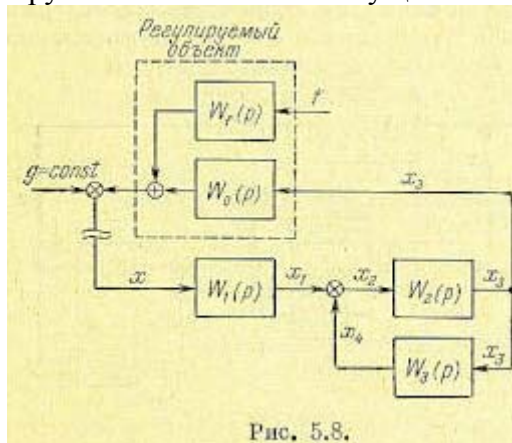 Регулируемый
объект
W_f(p)
f
g=const
W_0(p)
x_3
x
W_1(p)
x_1
x_2
W_2(p)
x_3
x_4
W_3(p)
x_3
Рис. 5.8.